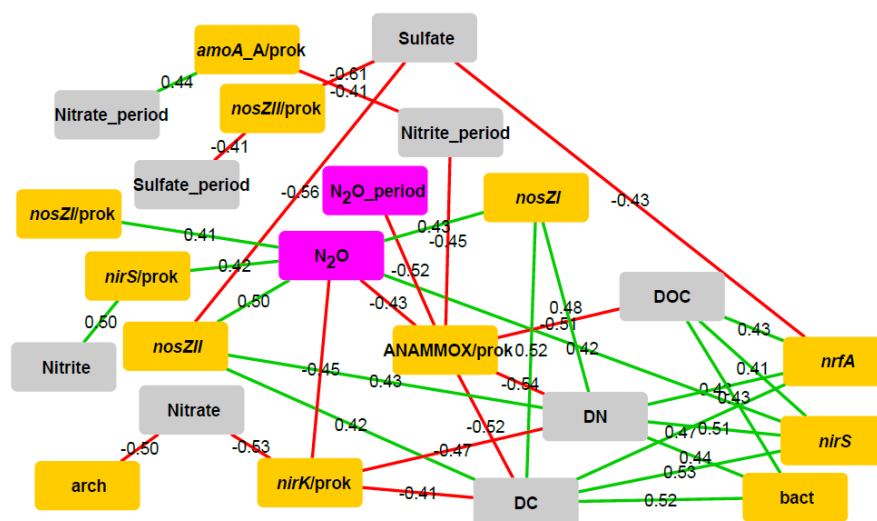 amoA_A/prok
Sulfate
0.44
-0.61
-0.41
Nitrate_period
nosZII/prok
Nitrite_period
-0.41
Sulfate_period
-0.56
N2O_period
nosZI
-0.43
nosZI/prok
0.41
0.43
-0.45
N2O
nirS/prok
0.42
-0.52
0.50
-0.43
0.48
DOC
0.50
-0.51
0.43
nosZII
ANAMMOX/prok
0.52
0.42
nrfA
Nitrite
-0.45
0.43
-0.54
0.41
0.43
0.43
Nitrate
DN
0.42
-0.52
0.47
0.51
nirS
-0.50
-0.53
-0.47
0.44
0.53
arch
nirK/prok
-0.41
DC
0.52
bact